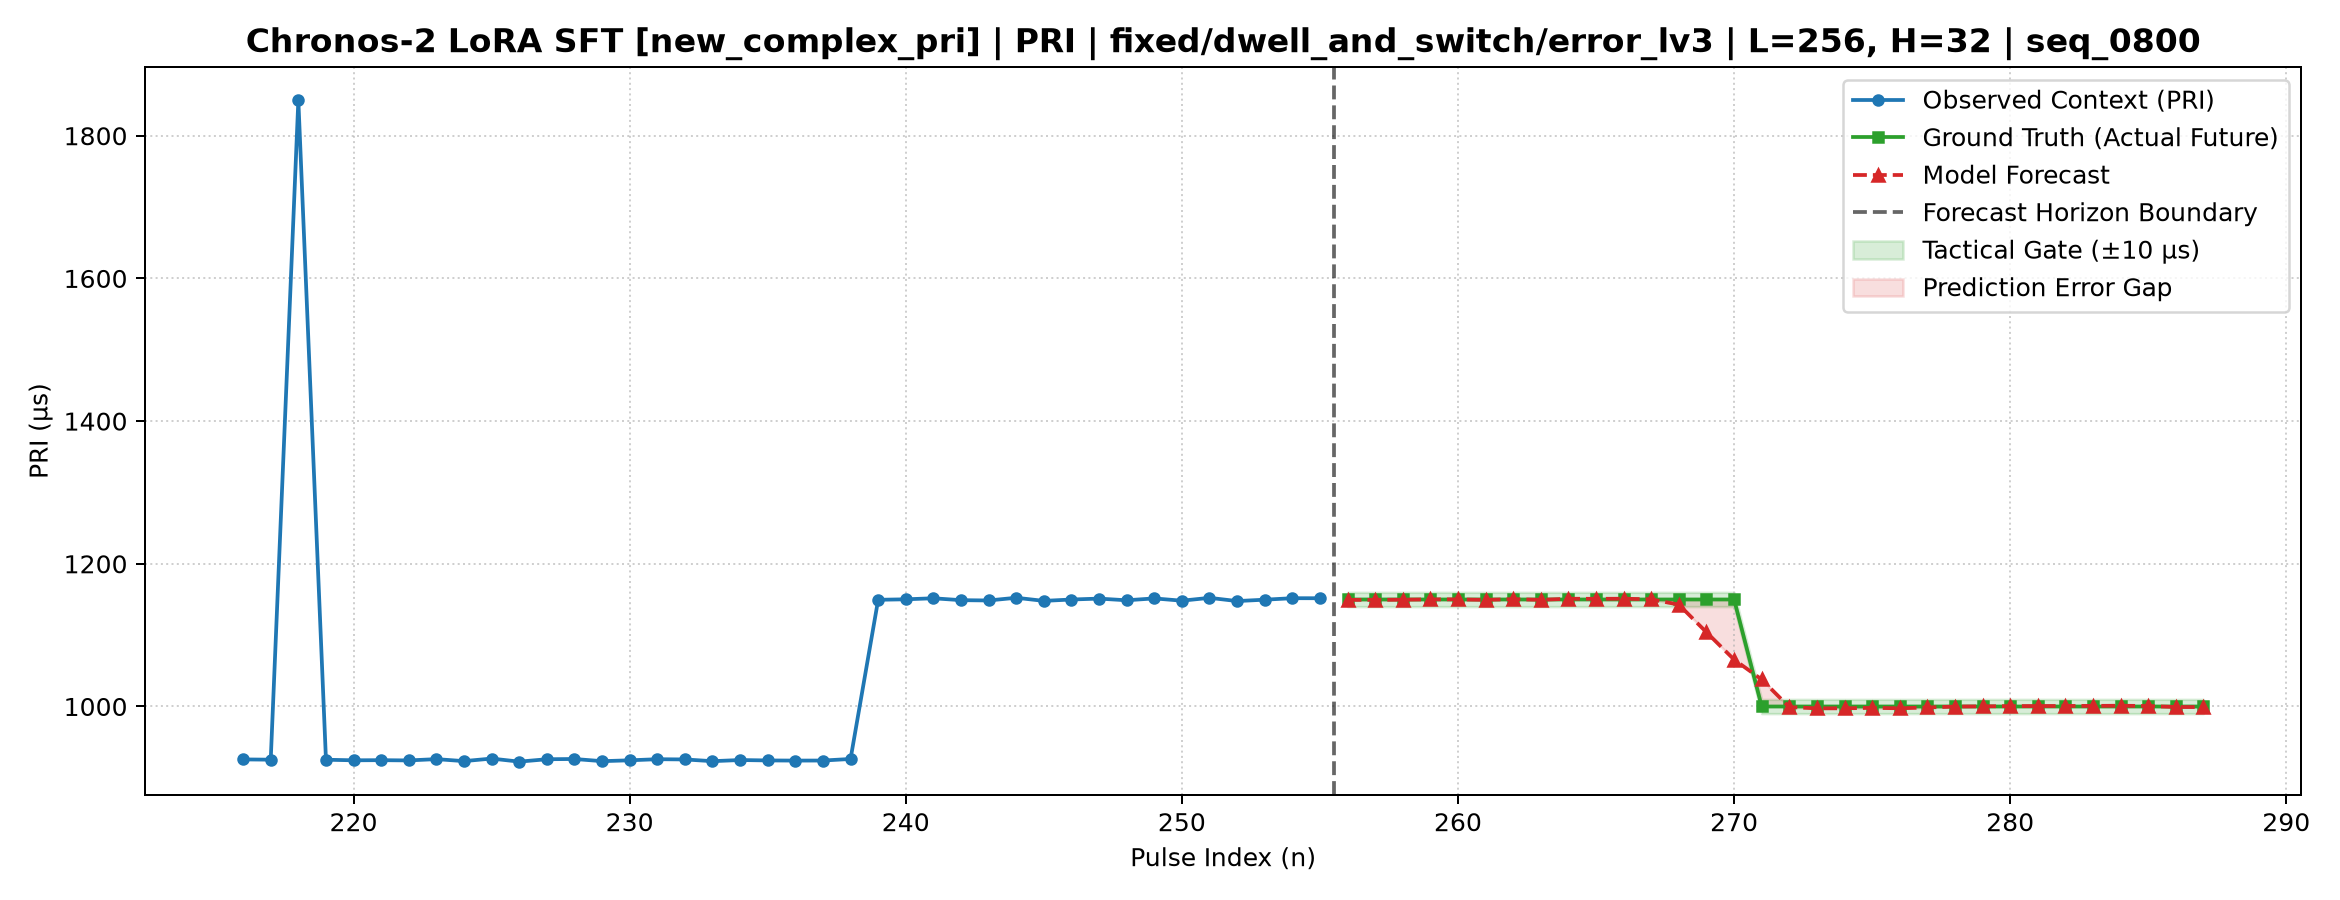 Chronos-2 LoRA SFT [new_complex_pri] | PRI | fixed/dwell_and_switch/error_lv3 | L=256, H=32 | seq_0800
Observed Context (PRI)
Ground Truth (Actual Future)
Model Forecast
Forecast Horizon Boundary
Tactical Gate (±10 μs)
Prediction Error Gap
PRI (μs)
1800
1600
1400
1200
1000
220 230 240 250 260 270 280 290
Pulse Index (n)